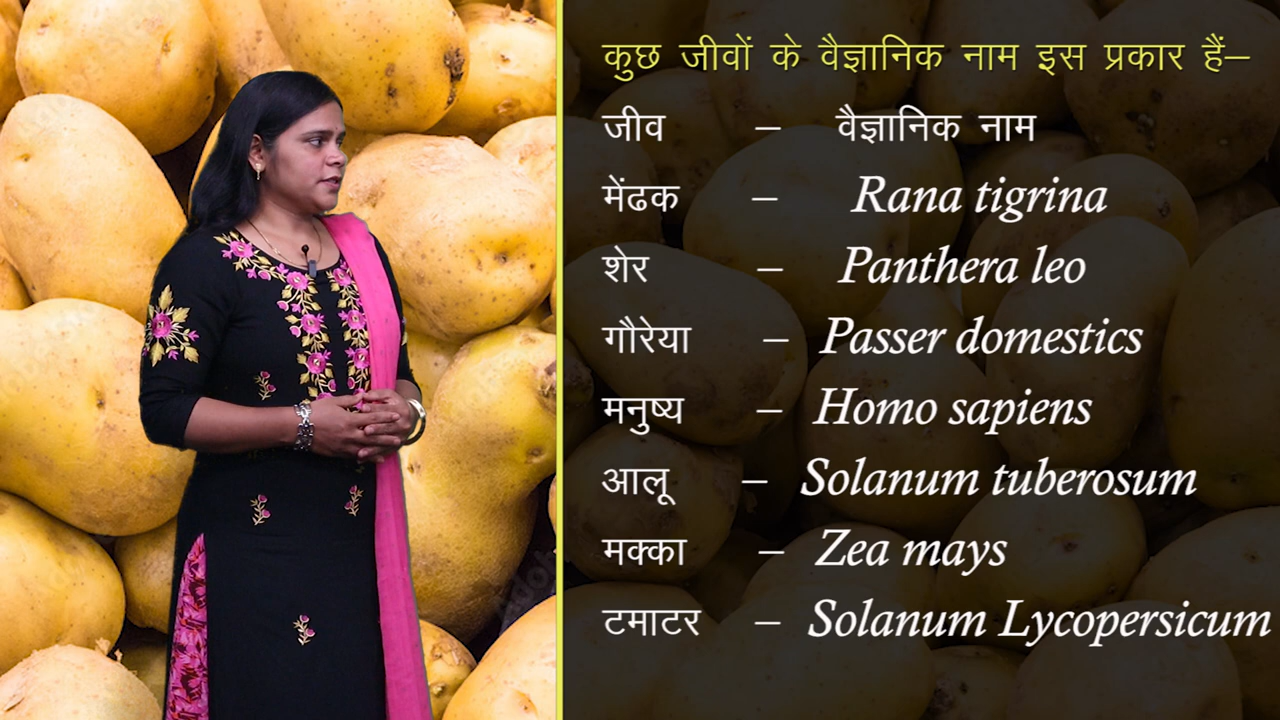 कुछ जीवों के वैज्ञानिक नाम इस प्रकार हैं–
जीव – वैज्ञानिक नाम
मेंढक – Rana tigrina
शेर – Panthera leo
गौरेया – Passer domestics
मनुष्य – Homo sapiens
आलू – Solanum tuberosum
मक्का – Zea mays
टमाटर – Solanum Lycopersicum